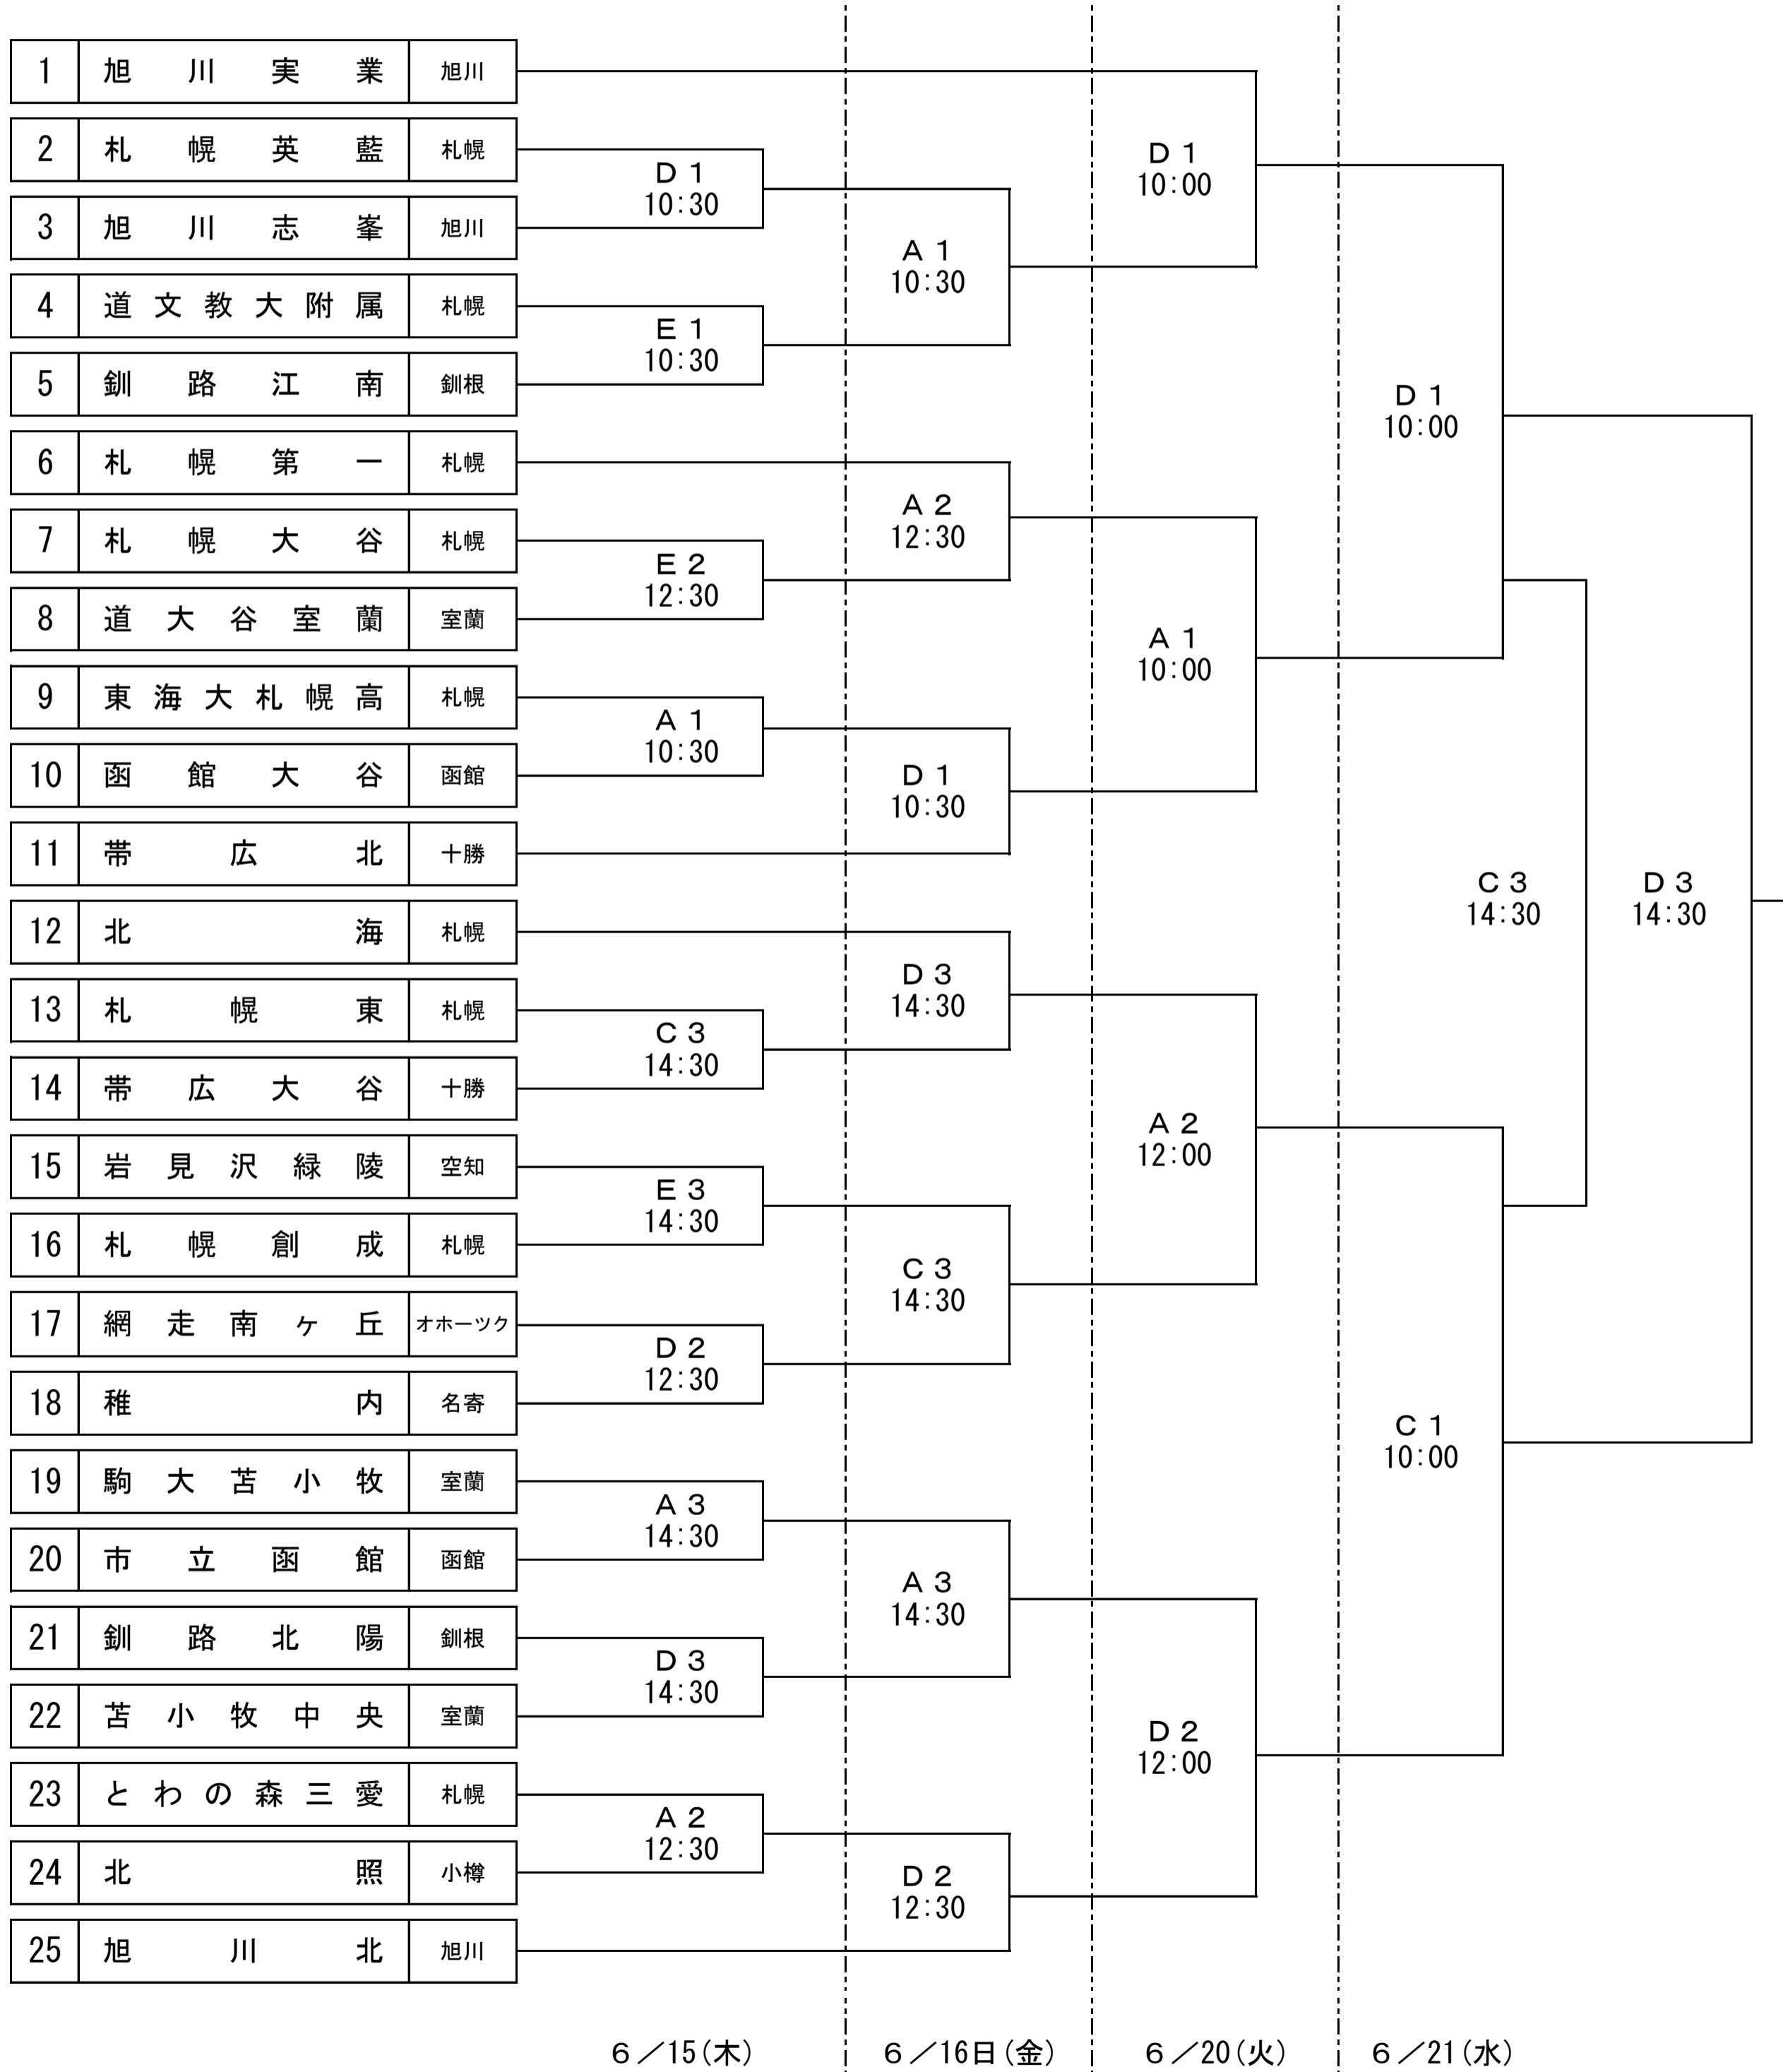 1 旭川実業 旭川
2 札幌英藍 札幌
3 旭川志峯 旭川
4 道文教大附属 札幌
5 釧路江南 釧根
6 札幌第一 札幌
7 札幌大谷 札幌
8 道大谷室蘭 室蘭
9 東海大札幌高 札幌
10 函館大谷 函館
11 帯広北 十勝
12 北海 札幌
13 札幌東 札幌
14 帯広大谷 十勝
15 岩見沢緑陵 空知
16 札幌創成 札幌
17 網走南ヶ丘 オホーツク
18 稚内 名寄
19 駒大苫小牧 室蘭
20 市立函館 函館
21 釧路北陽 釧根
22 苫小牧中央 室蘭
23 とわの森三愛 札幌
24 北照 小樽
25 旭川北 旭川
D 1
10:30
E 1
10:30
E 2
12:30
A 1
10:30
C 3
14:30
E 3
14:30
D 2
12:30
A 3
14:30
D 3
14:30
A 2
12:30
A 1
10:30
A 2
12:30
D 1
10:30
D 3
14:30
C 3
14:30
A 3
14:30
D 2
12:30
D 1
10:00
A 1
10:00
A 2
12:00
D 2
12:00
D 1
10:00
C 1
10:00
C 3
14:30
D 3
14:30
6/15(木)
6/16日(金)
6/20(火)
6/21(水)